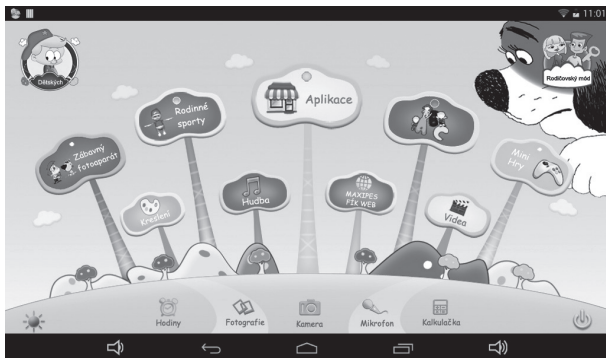 11:01
Dětských
Rodičovský mód
Aplikace
Rodinné
sporty
Zábavný
fotoaparát
Mini
Hry
Kreslení
Hudba
MAXIPES
FÍK WEB
Videa
Hodiny
Fotografie
Kamera
Mikrofon
Kalkulačka